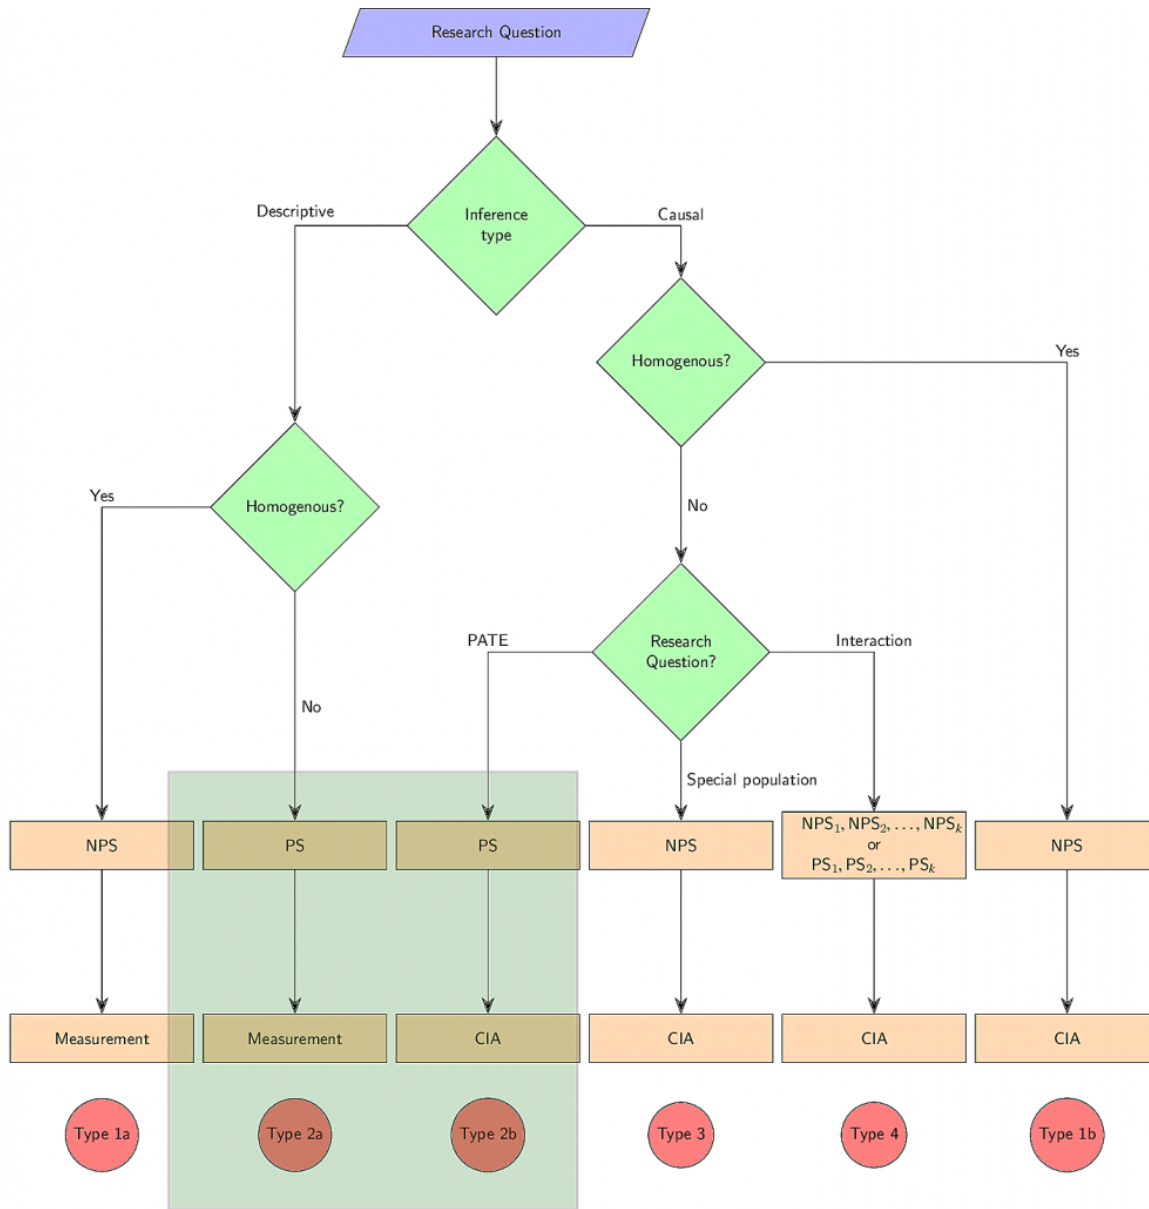 Research Question
Inference
type
Descriptive
Causal
Homogenous?
Yes
Yes
Homogenous?
No
PATE
Research
Question?
Interaction
No
Special population
NPS
PS
PS
NPS
NPS₁, NPS₂, . . . , NPSₖ
or
PS₁, PS₂, . . . , PSₖ
NPS
Measurement
Measurement
CIA
CIA
CIA
CIA
Type 1a
Type 2a
Type 2b
Type 3
Type 4
Type 1b